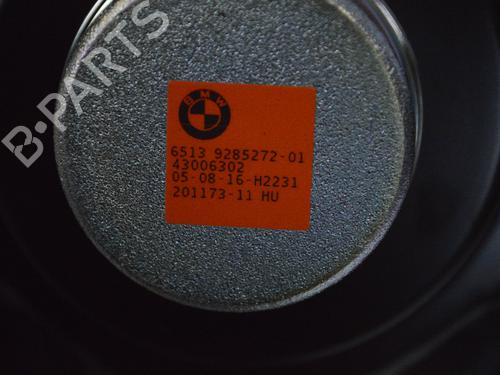 B-PARTS
BMW
6513 9285272-01
43006302
05-08-16-H2231
201173-11 HU